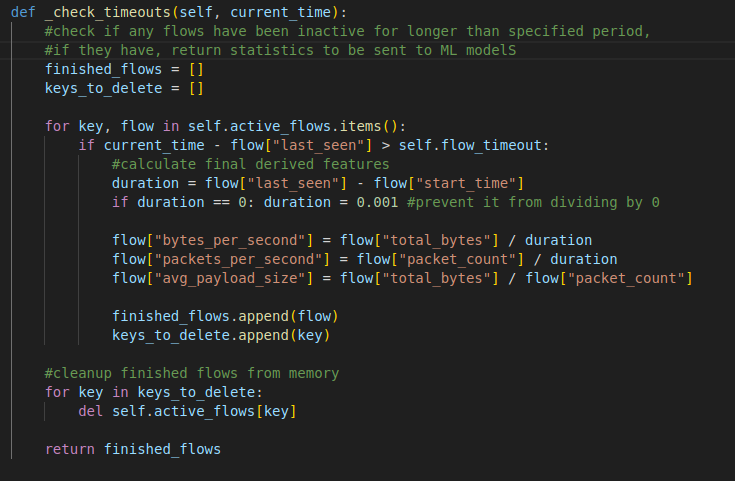 def _check_timeouts(self, current_time):
    #check if any flows have been inactive for longer than specified period,
    #if they have, return statistics to be sent to ML modelS
    finished_flows = []
    keys_to_delete = []

    for key, flow in self.active_flows.items():
        if current_time - flow["last_seen"] > self.flow_timeout:
            #calculate final derived features
            duration = flow["last_seen"] - flow["start_time"]
            if duration == 0: duration = 0.001 #prevent it from dividing by 0

            flow["bytes_per_second"] = flow["total_bytes"] / duration
            flow["packets_per_second"] = flow["packet_count"] / duration
            flow["avg_payload_size"] = flow["total_bytes"] / flow["packet_count"]

            finished_flows.append(flow)
            keys_to_delete.append(key)

    #cleanup finished flows from memory
    for key in keys_to_delete:
        del self.active_flows[key]

    return finished_flows